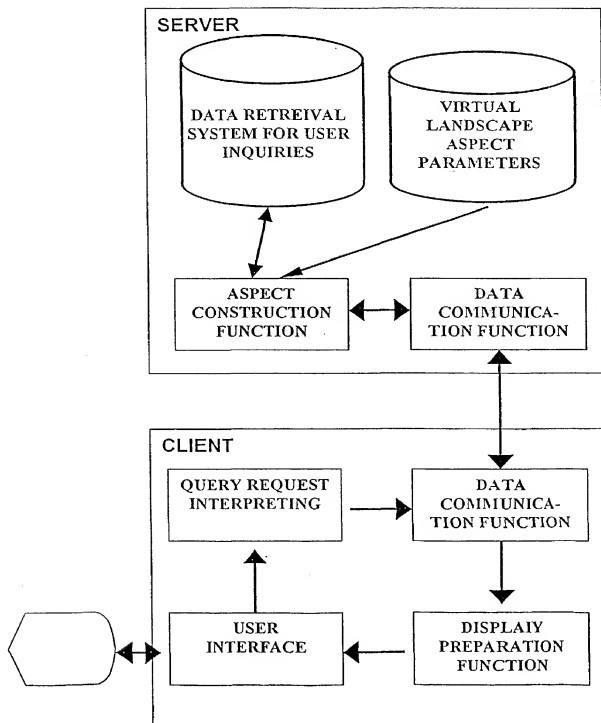 SERVER
DATA RETREIVAL
SYSTEM FOR USER
INQUIRIES
VIRTUAL
LANDSCAPE
ASPECT
PARAMETERS
ASPECT
CONSTRUCTION
FUNCTION
DATA
COMMUNICA-
TION FUNCTION
CLIENT
QUERY REQUEST
INTERPRETING
DATA
COMMUNICA-
TION FUNCTION
USER
INTERFACE
DISPLAIY
PREPARATION
FUNCTION